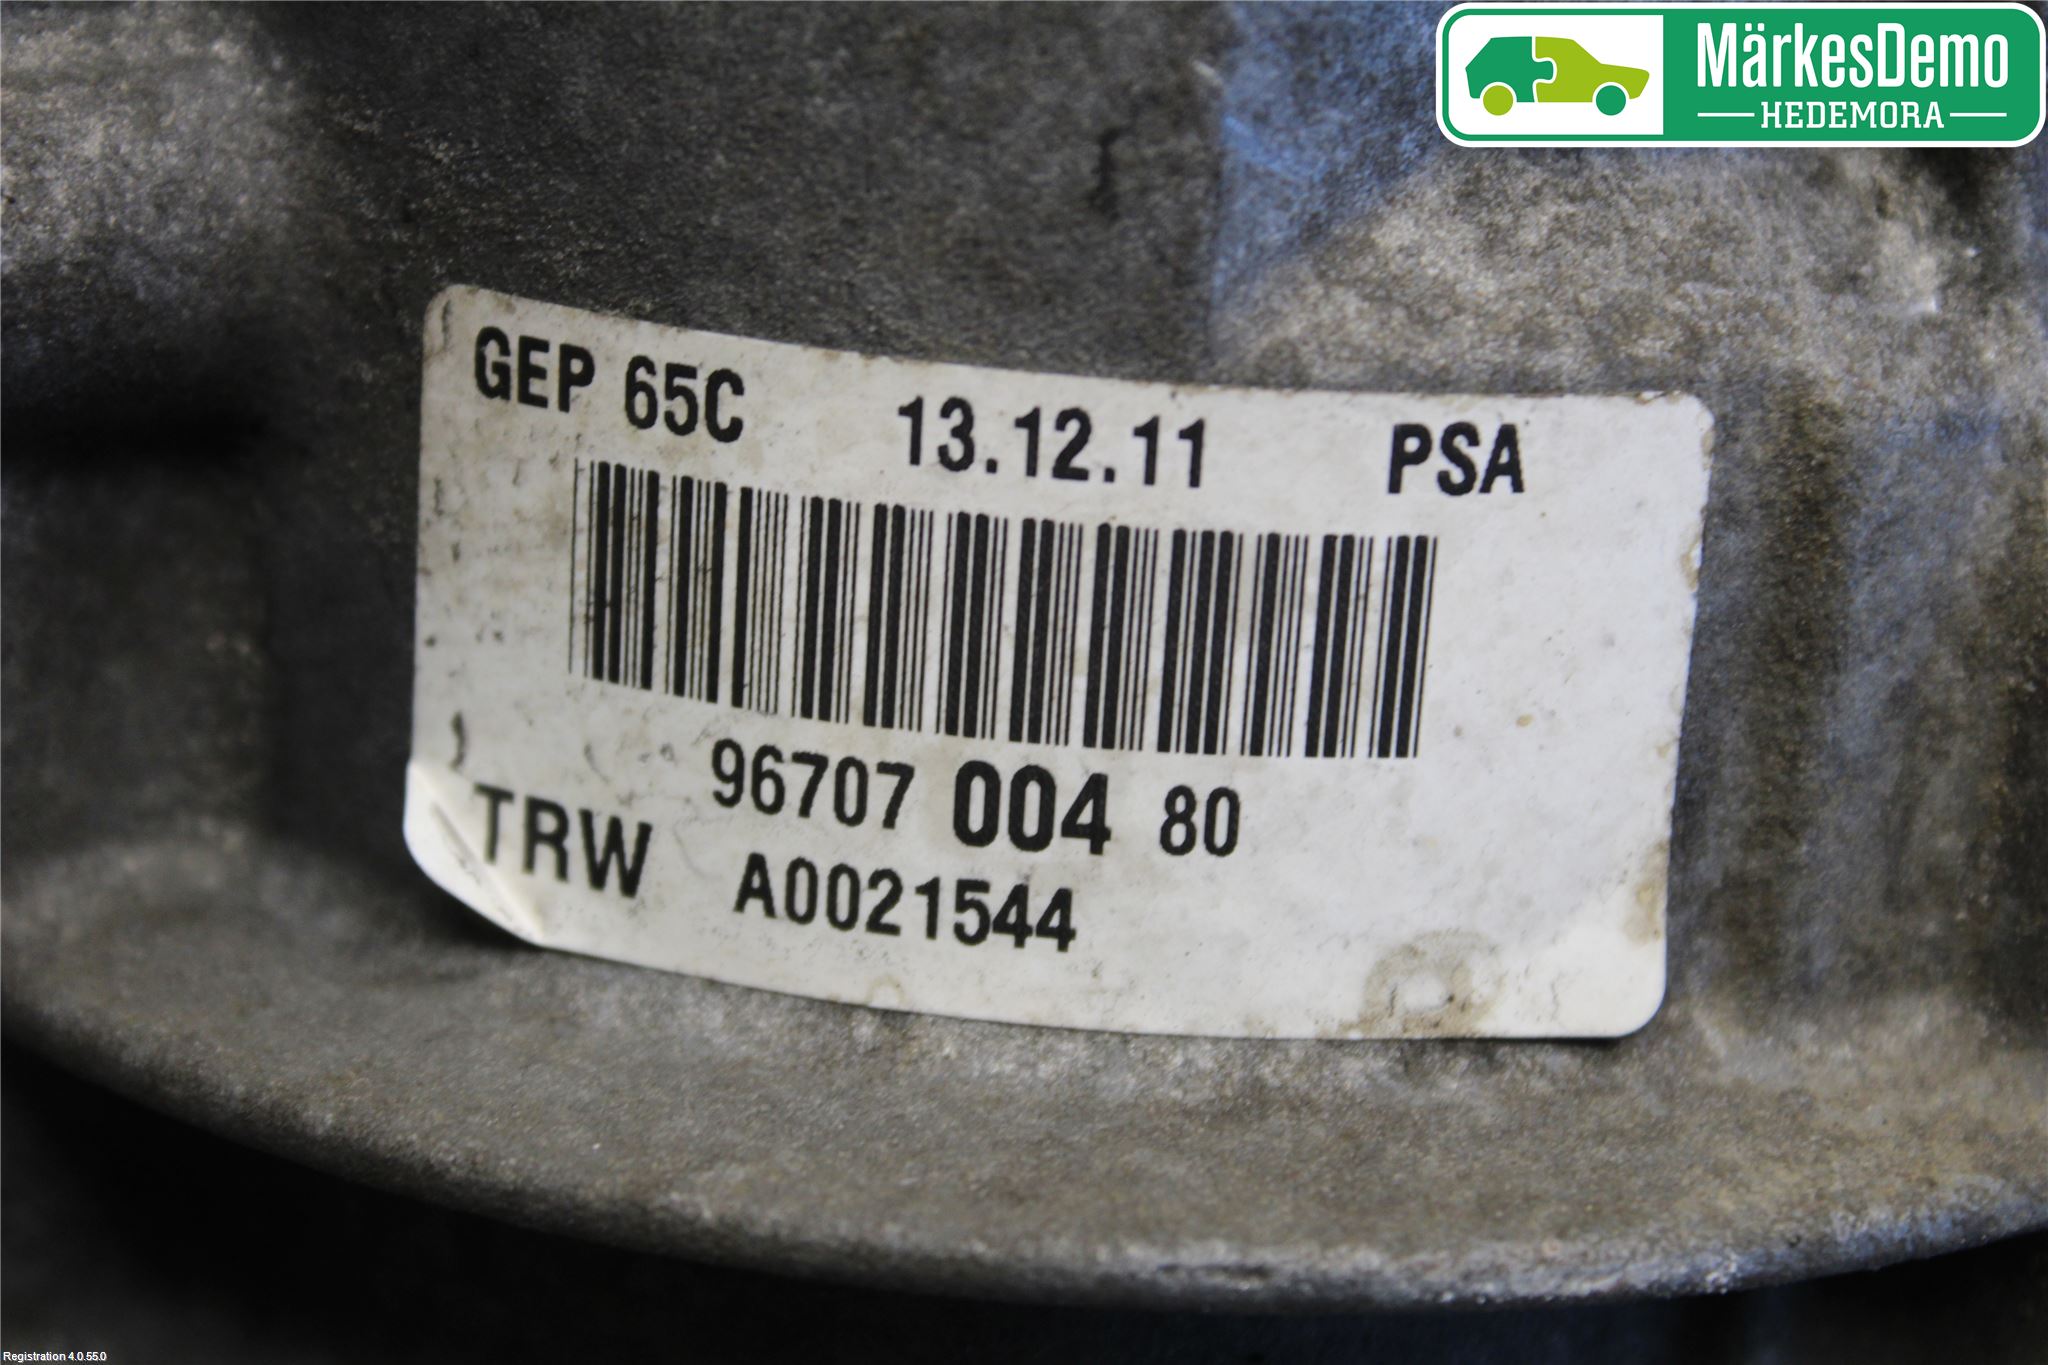 MärkesDemo
HEDEMORA
GEP 65C 13.12.11 PSA
96707 004 80
TRW A0021544
Registration 4.0.55.0